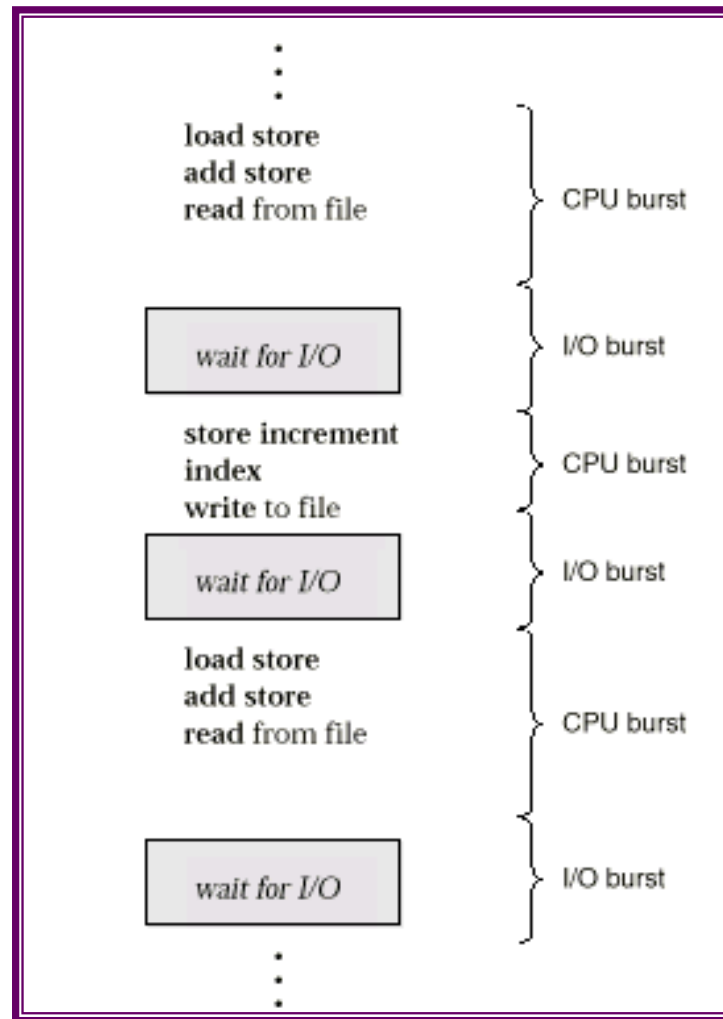 load store
add store
read from file
CPU burst
wait for I/O
I/O burst
store increment
index
write to file
CPU burst
wait for I/O
I/O burst
load store
add store
read from file
CPU burst
wait for I/O
I/O burst